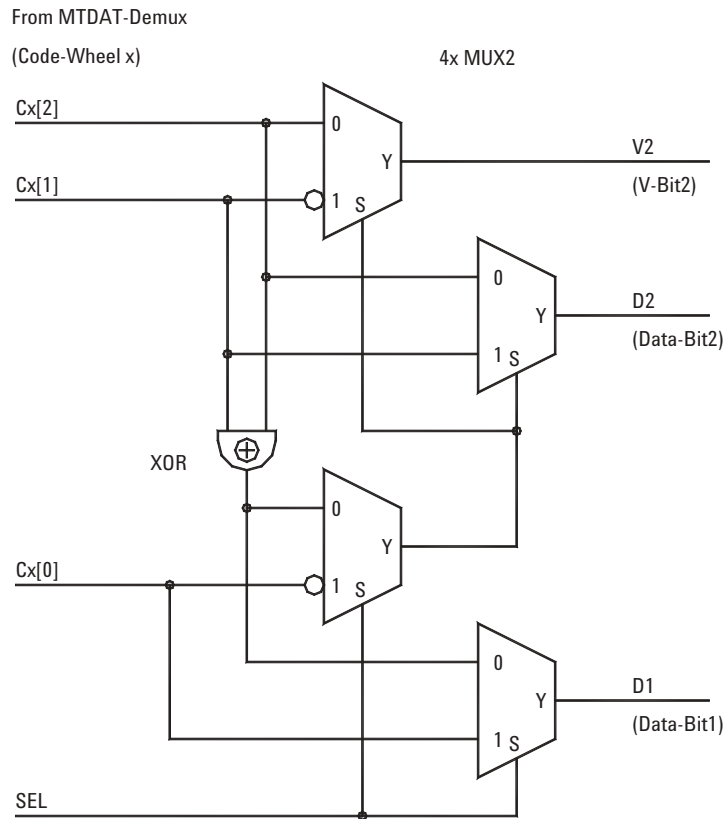 From MTDAT-Demux
(Code-Wheel x)
4x MUX2
Cx[2]
0
Y
V2
Cx[1]
1 S
(V-Bit2)
0
Y
D2
1 S
(Data-Bit2)
XOR
0
Y
Cx[0]
1 S
0
Y
D1
1 S
(Data-Bit1)
SEL